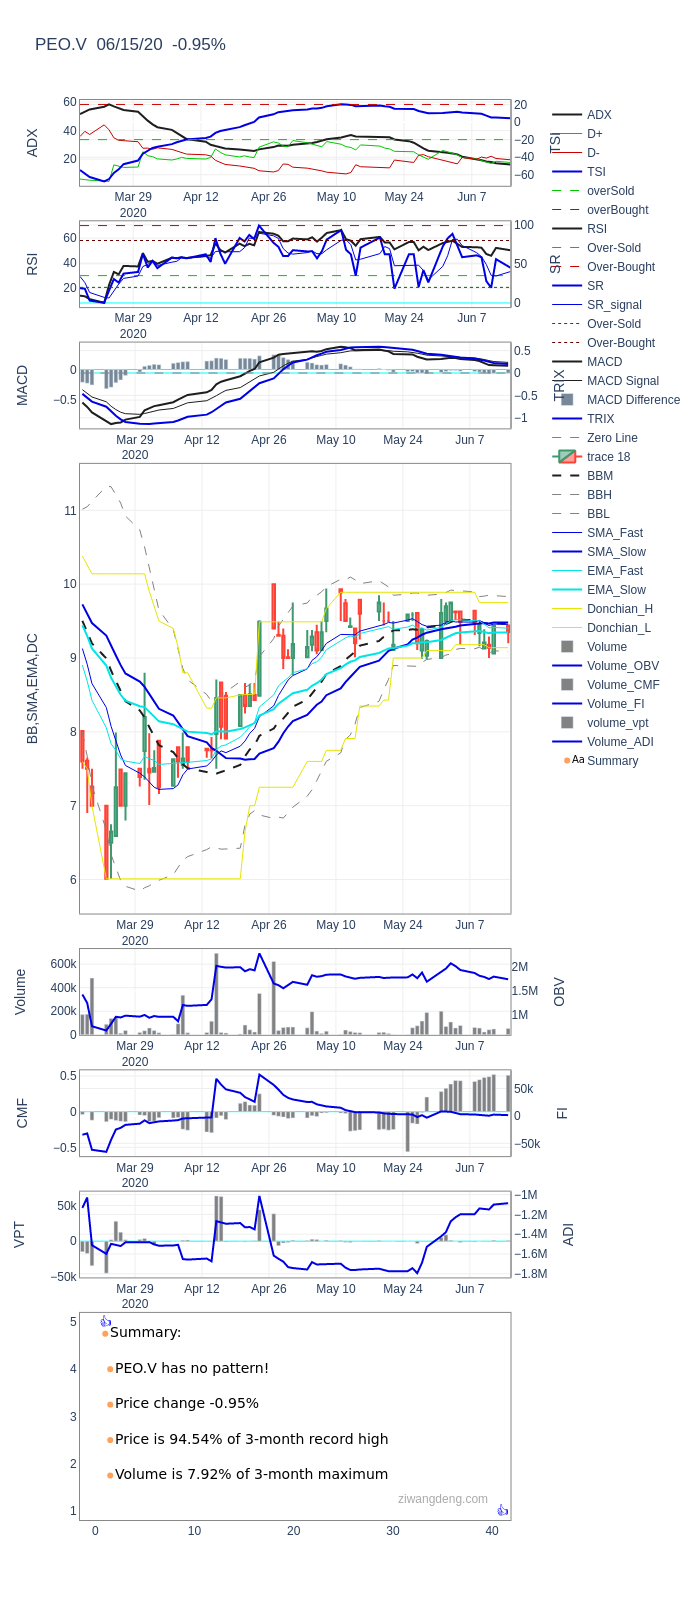 PEO.V 06/15/20 -0.95%
60
40
20
ADX
20
0
−20
−40
−60
TSI
Mar 29
2020
Apr 12
Apr 26
May 10
May 24
Jun 7
60
40
20
RSI
100
50
0
SR
Mar 29
2020
Apr 12
Apr 26
May 10
May 24
Jun 7
0
−0.5
MACD
0.5
0
−0.5
−1
TRIX
Mar 29
2020
Apr 12
Apr 26
May 10
May 24
Jun 7
11
10
9
8
7
6
BB,SMA,EMA,DC
Mar 29
2020
Apr 12
Apr 26
May 10
May 24
Jun 7
600k
400k
200k
0
Volume
2M
1.5M
1M
OBV
Mar 29
2020
Apr 12
Apr 26
May 10
May 24
Jun 7
0.5
0
−0.5
CMF
50k
0
−50k
FI
Mar 29
2020
Apr 12
Apr 26
May 10
May 24
Jun 7
50k
0
−50k
VPT
−1M
−1.2M
−1.4M
−1.6M
−1.8M
ADI
Mar 29
2020
Apr 12
Apr 26
May 10
May 24
Jun 7
5
4
3
2
1
Summary:
PEO.V has no pattern!
Price change -0.95%
Price is 94.54% of 3-month record high
Volume is 7.92% of 3-month maximum
ziwangdeng.com
0
10
20
30
40
ADX
D+
D-
TSI
overSold
overBought
RSI
Over-Sold
Over-Bought
SR
SR_signal
Over-Sold
Over-Bought
MACD
MACD Signal
MACD Difference
TRIX
Zero Line
trace 18
BBM
BBH
BBL
SMA_Fast
SMA_Slow
EMA_Fast
EMA_Slow
Donchian_H
Donchian_L
Volume
Volume_OBV
Volume_CMF
Volume_FI
volume_vpt
Volume_ADI
Aa Summary